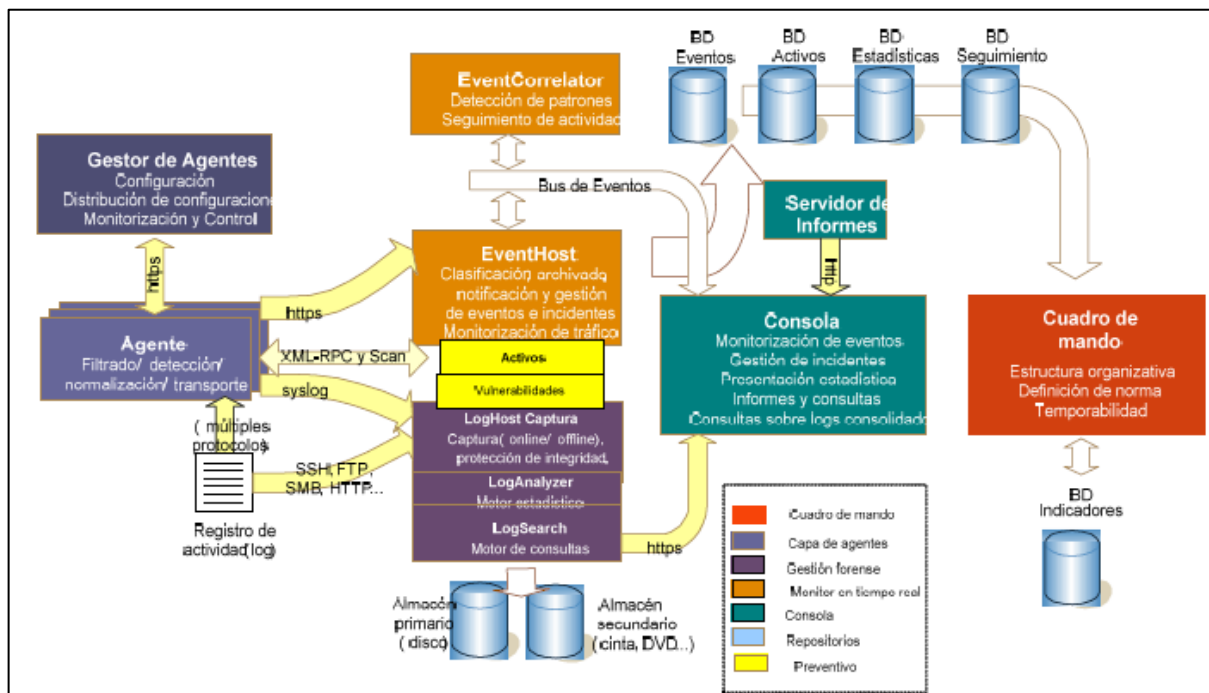 BD
Eventos
BD
Activos
BD
Estadísticas
BD
Seguimiento
EventCorrelator
Detección de patrones
Seguimiento de actividad
Gestor de Agentes
Configuración
Distribución de configuracione
Monitorización y Control
Bus de Eventos
Servidor de
Informes
https
http
EventHost
Clasificación archivado
notificación y gestión
de eventos e incidentes
Monitorización de tráfico
https
Agente
Filtrado/ detección/
normalización/ transporte
XML-RPC y Scan
Activos
syslog
Vulnerabilidades
Consola
Monitorización de eventos
Gestión de incidentes
Presentación estadística
Informes y consultas
Consultas sobre logs consolidado
Cuadro de
mando
Estructura organizativa
Definición de norma
Temporabilidad
( múltiples
protocolos)
LogHost Captura
Captura( online/ offline),
protección de integridad,
SSH, FTP,
SMB, HTTP...
LogAnalyzer
Motor estadístico
LogSearch
Motor de consultas
https
Registro de
actividad(log)
BD
Indicadores
Cuadro de mando
Capa de agentes
Gestión forense
Monitor en tiempo real
Consola
Repositorios
Preventivo
Almacén
primario
( disco)
Almacén
secundario
( cinta, DVD...)